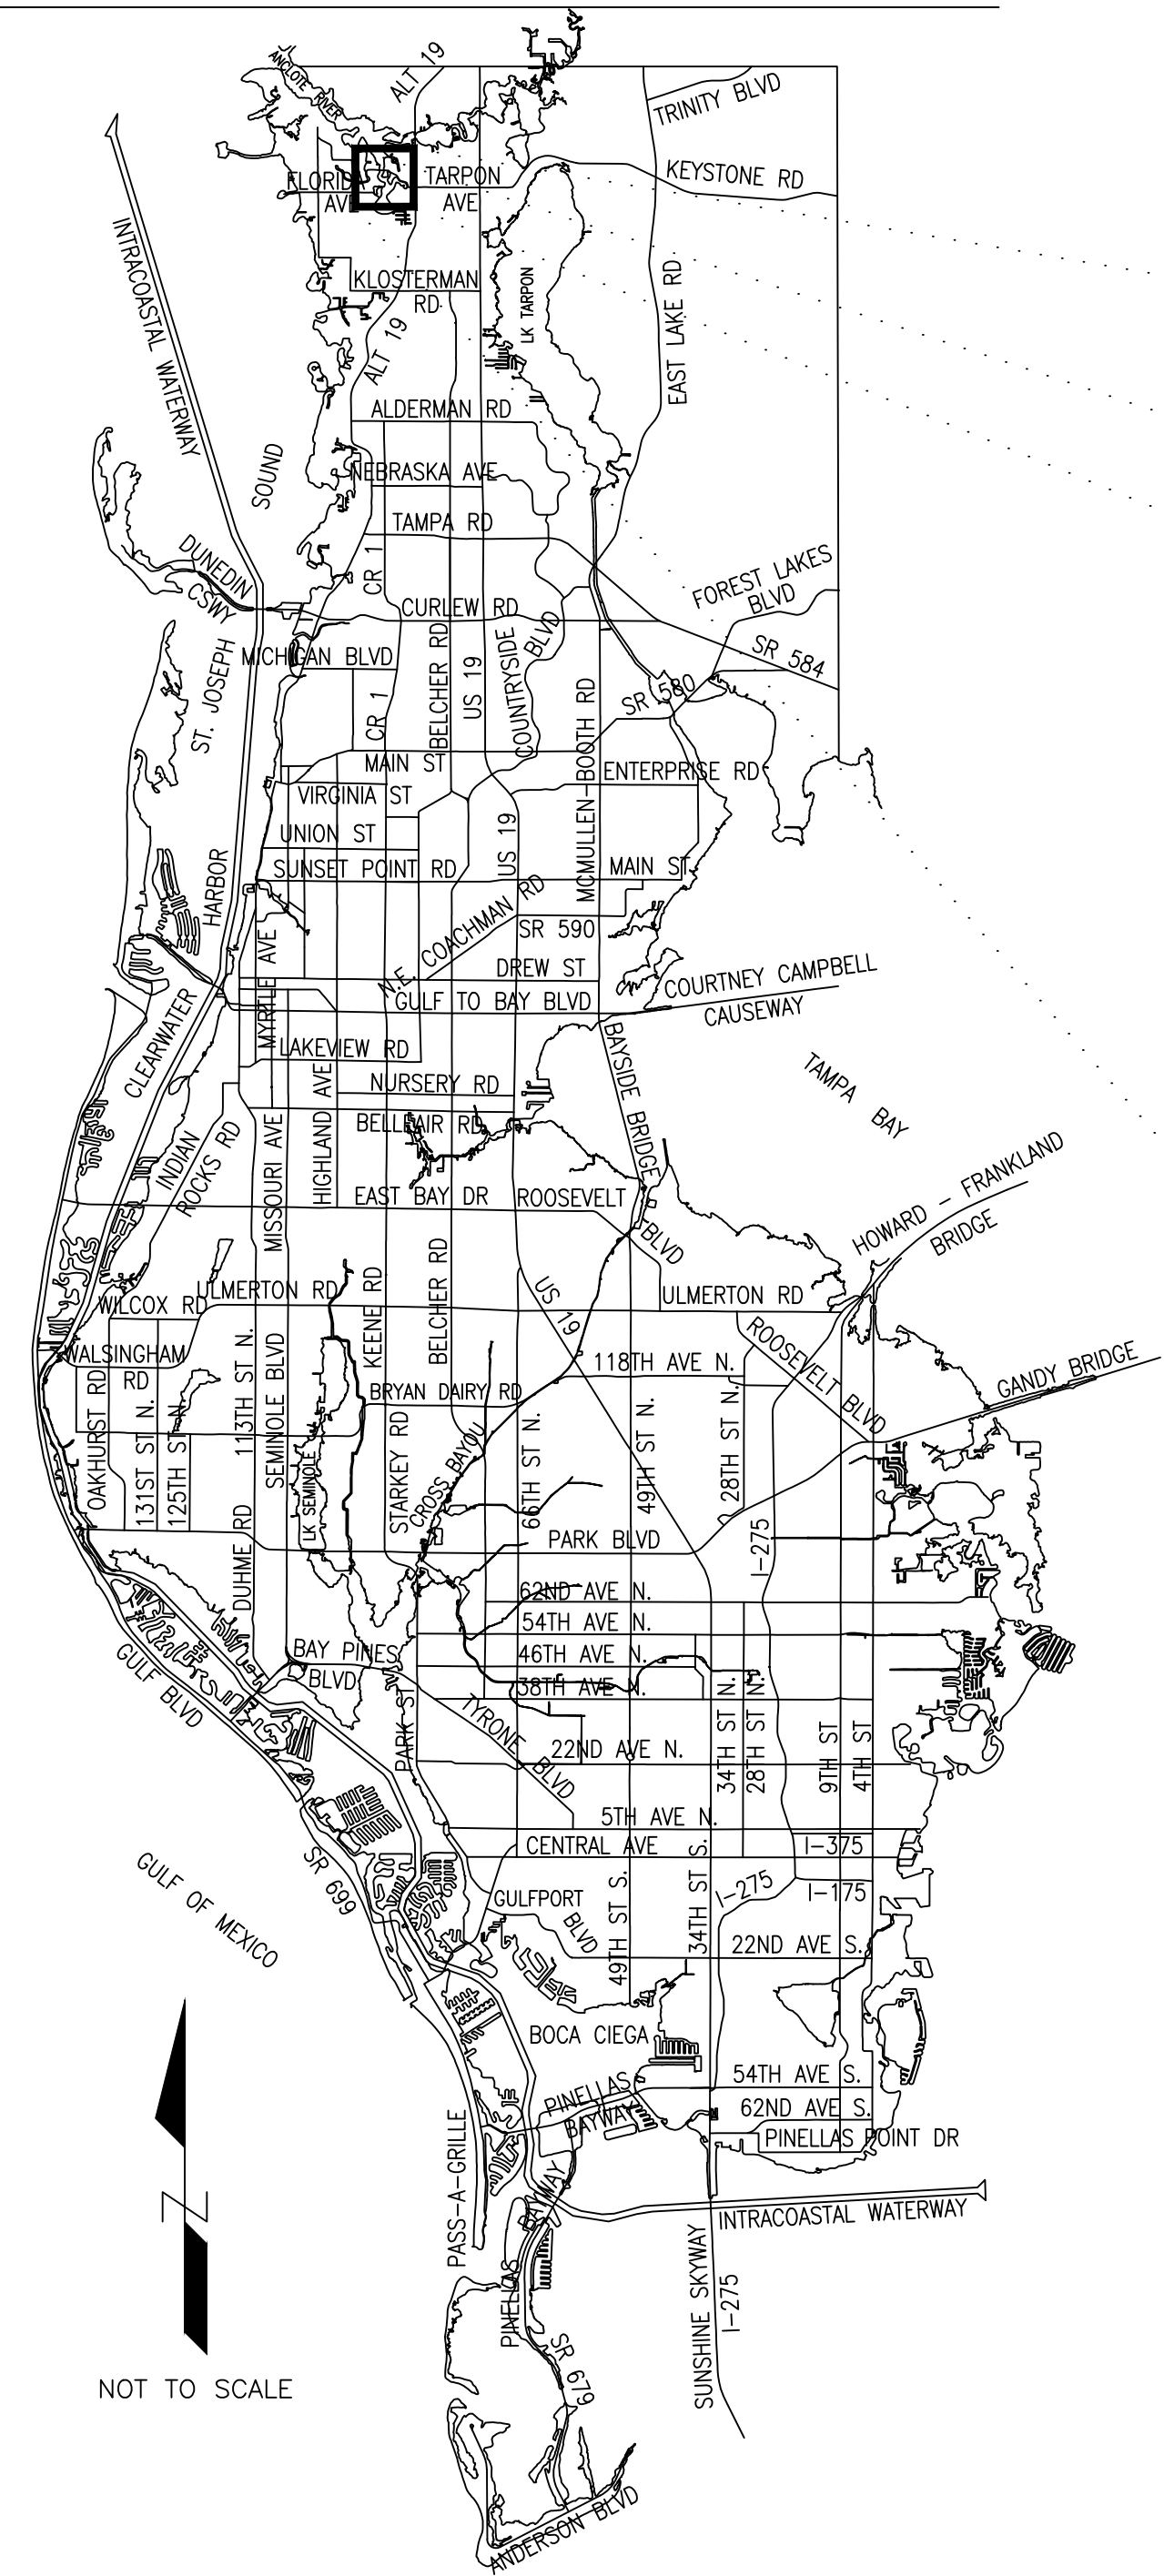 ALT 19
ANCLOTE RIVER
TRINITY BLVD
KEYSTONE RD
FLORIDA
AVE
TARPON
AVE
INTRACOASTAL WATERWAY
KLOSTERMAN
RD
LK TARPON
EAST LAKE RD.
ALT 19
ALDERMAN RD
SOUND
NEBRASKA AVE
TAMPA RD
DUNEDIN
CSWY
CR 1
FOREST LAKES
BLVD
CURLEW RD
ST. JOSEPH
MICHIGAN BLVD
BELCHER RD
US 19
COUNTRYSIDE
BLVD
SR 584
SR 580
CR 1
MCMULLEN-BOOTH RD
MAIN ST
ENTERPRISE RD
VIRGINIA ST
UNION ST
US 19
SUNSET POINT RD
MAIN ST
HARBOR
N.E. COACHMAN RD
SR 590
MYRTLE AVE
DREW ST
COURTNEY CAMPBELL
CAUSEWAY
GULF TO BAY BLVD
CLEARWATER
LAKEVIEW RD
BAYSIDE BRIDGE
TAMPA BAY
NURSERY RD
HIGHLAND AVE
BELLEAIR RD
INDIAN
ROCKS RD
MISSOURI AVE
EAST BAY DR
ROOSEVELT
BLVD
HOWARD - FRANKLAND
BRIDGE
ULMERTON RD
WILCOX RD
KEENE RD
BELCHER RD
US 19
ULMERTON RD
WALSINGHAM
RD
113TH ST N.
SEMINOLE BLVD
118TH AVE N.
ROOSEVELT BLVD
GANDY BRIDGE
BRYAN DAIRY RD
OAKHURST RD
131ST ST N.
125TH ST N
LK SEMINOLE
STARKEY RD
CROSS BAYOU
66TH ST N.
49TH ST N.
28TH ST N.
I-275
DUHME RD
PARK BLVD
62ND AVE N.
54TH AVE N.
46TH AVE N.
38TH AVE N.
BAY PINES
BLVD
GULF BLVD
PARK ST
TYRONE BLVD
22ND AVE N.
34TH ST N.
28TH ST N.
9TH ST
4TH ST
5TH AVE N.
CENTRAL AVE
I-375
I-175
I-275
SR 699
GULF OF MEXICO
GULFPORT
BLVD
49TH ST S.
34TH ST S.
22ND AVE S.
BOCA CIEGA
54TH AVE S.
PINELLAS
BAYWAY
62ND AVE S.
PINELLAS POINT DR
PASS-A-GRILLE
PINELLAS
BAYWAY
INTRACOASTAL WATERWAY
SUNSHINE SKYWAY
I-275
SR 679
NOT TO SCALE
ANDERSON BLVD